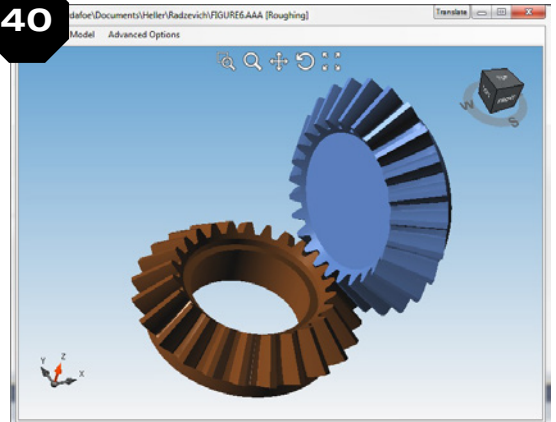 40
dafoe\Documents\Heller\Radzevich\FIGURE6.AAA [Roughing]
Translate
Model Advanced Options
TOP
FRONT
W
S
Y
Z
X